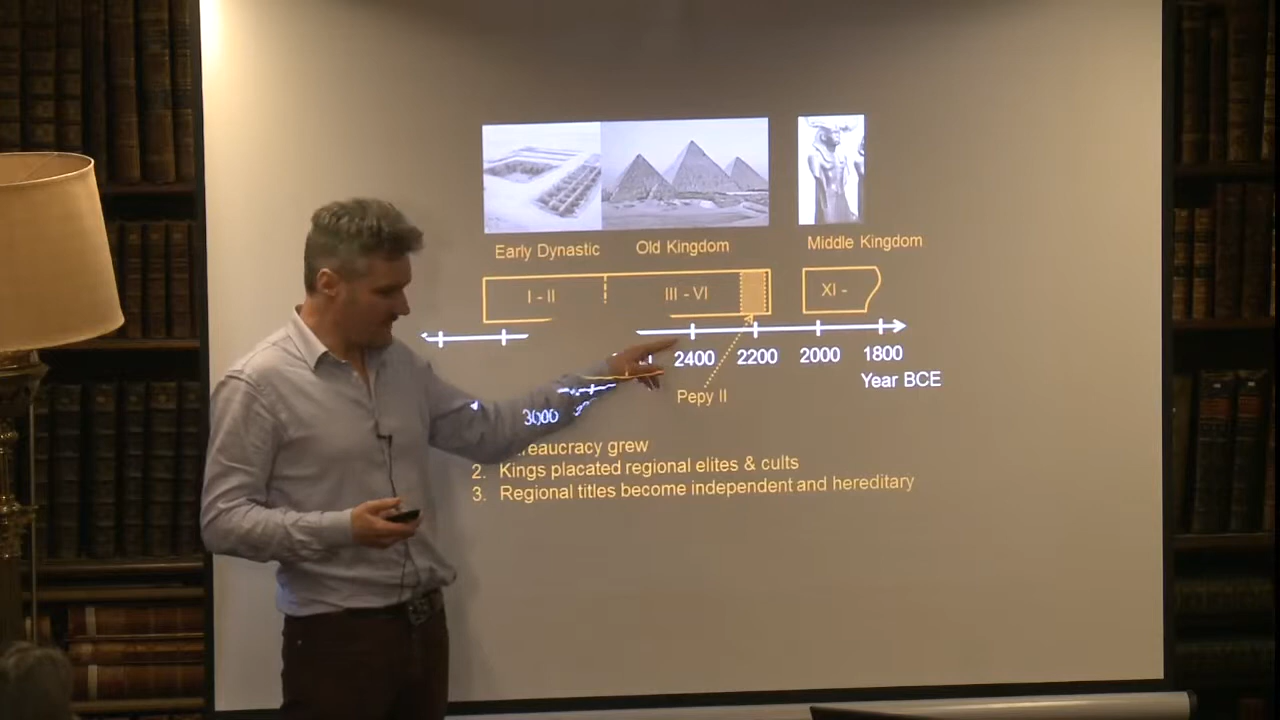 Early Dynastic
Old Kingdom
Middle Kingdom
I - II
III - VI
XI -
2400
2200
2000
1800
Year BCE
Pepy II
3000
2. Kings placated regional elites & cults
3. Regional titles become independent and hereditary
grew